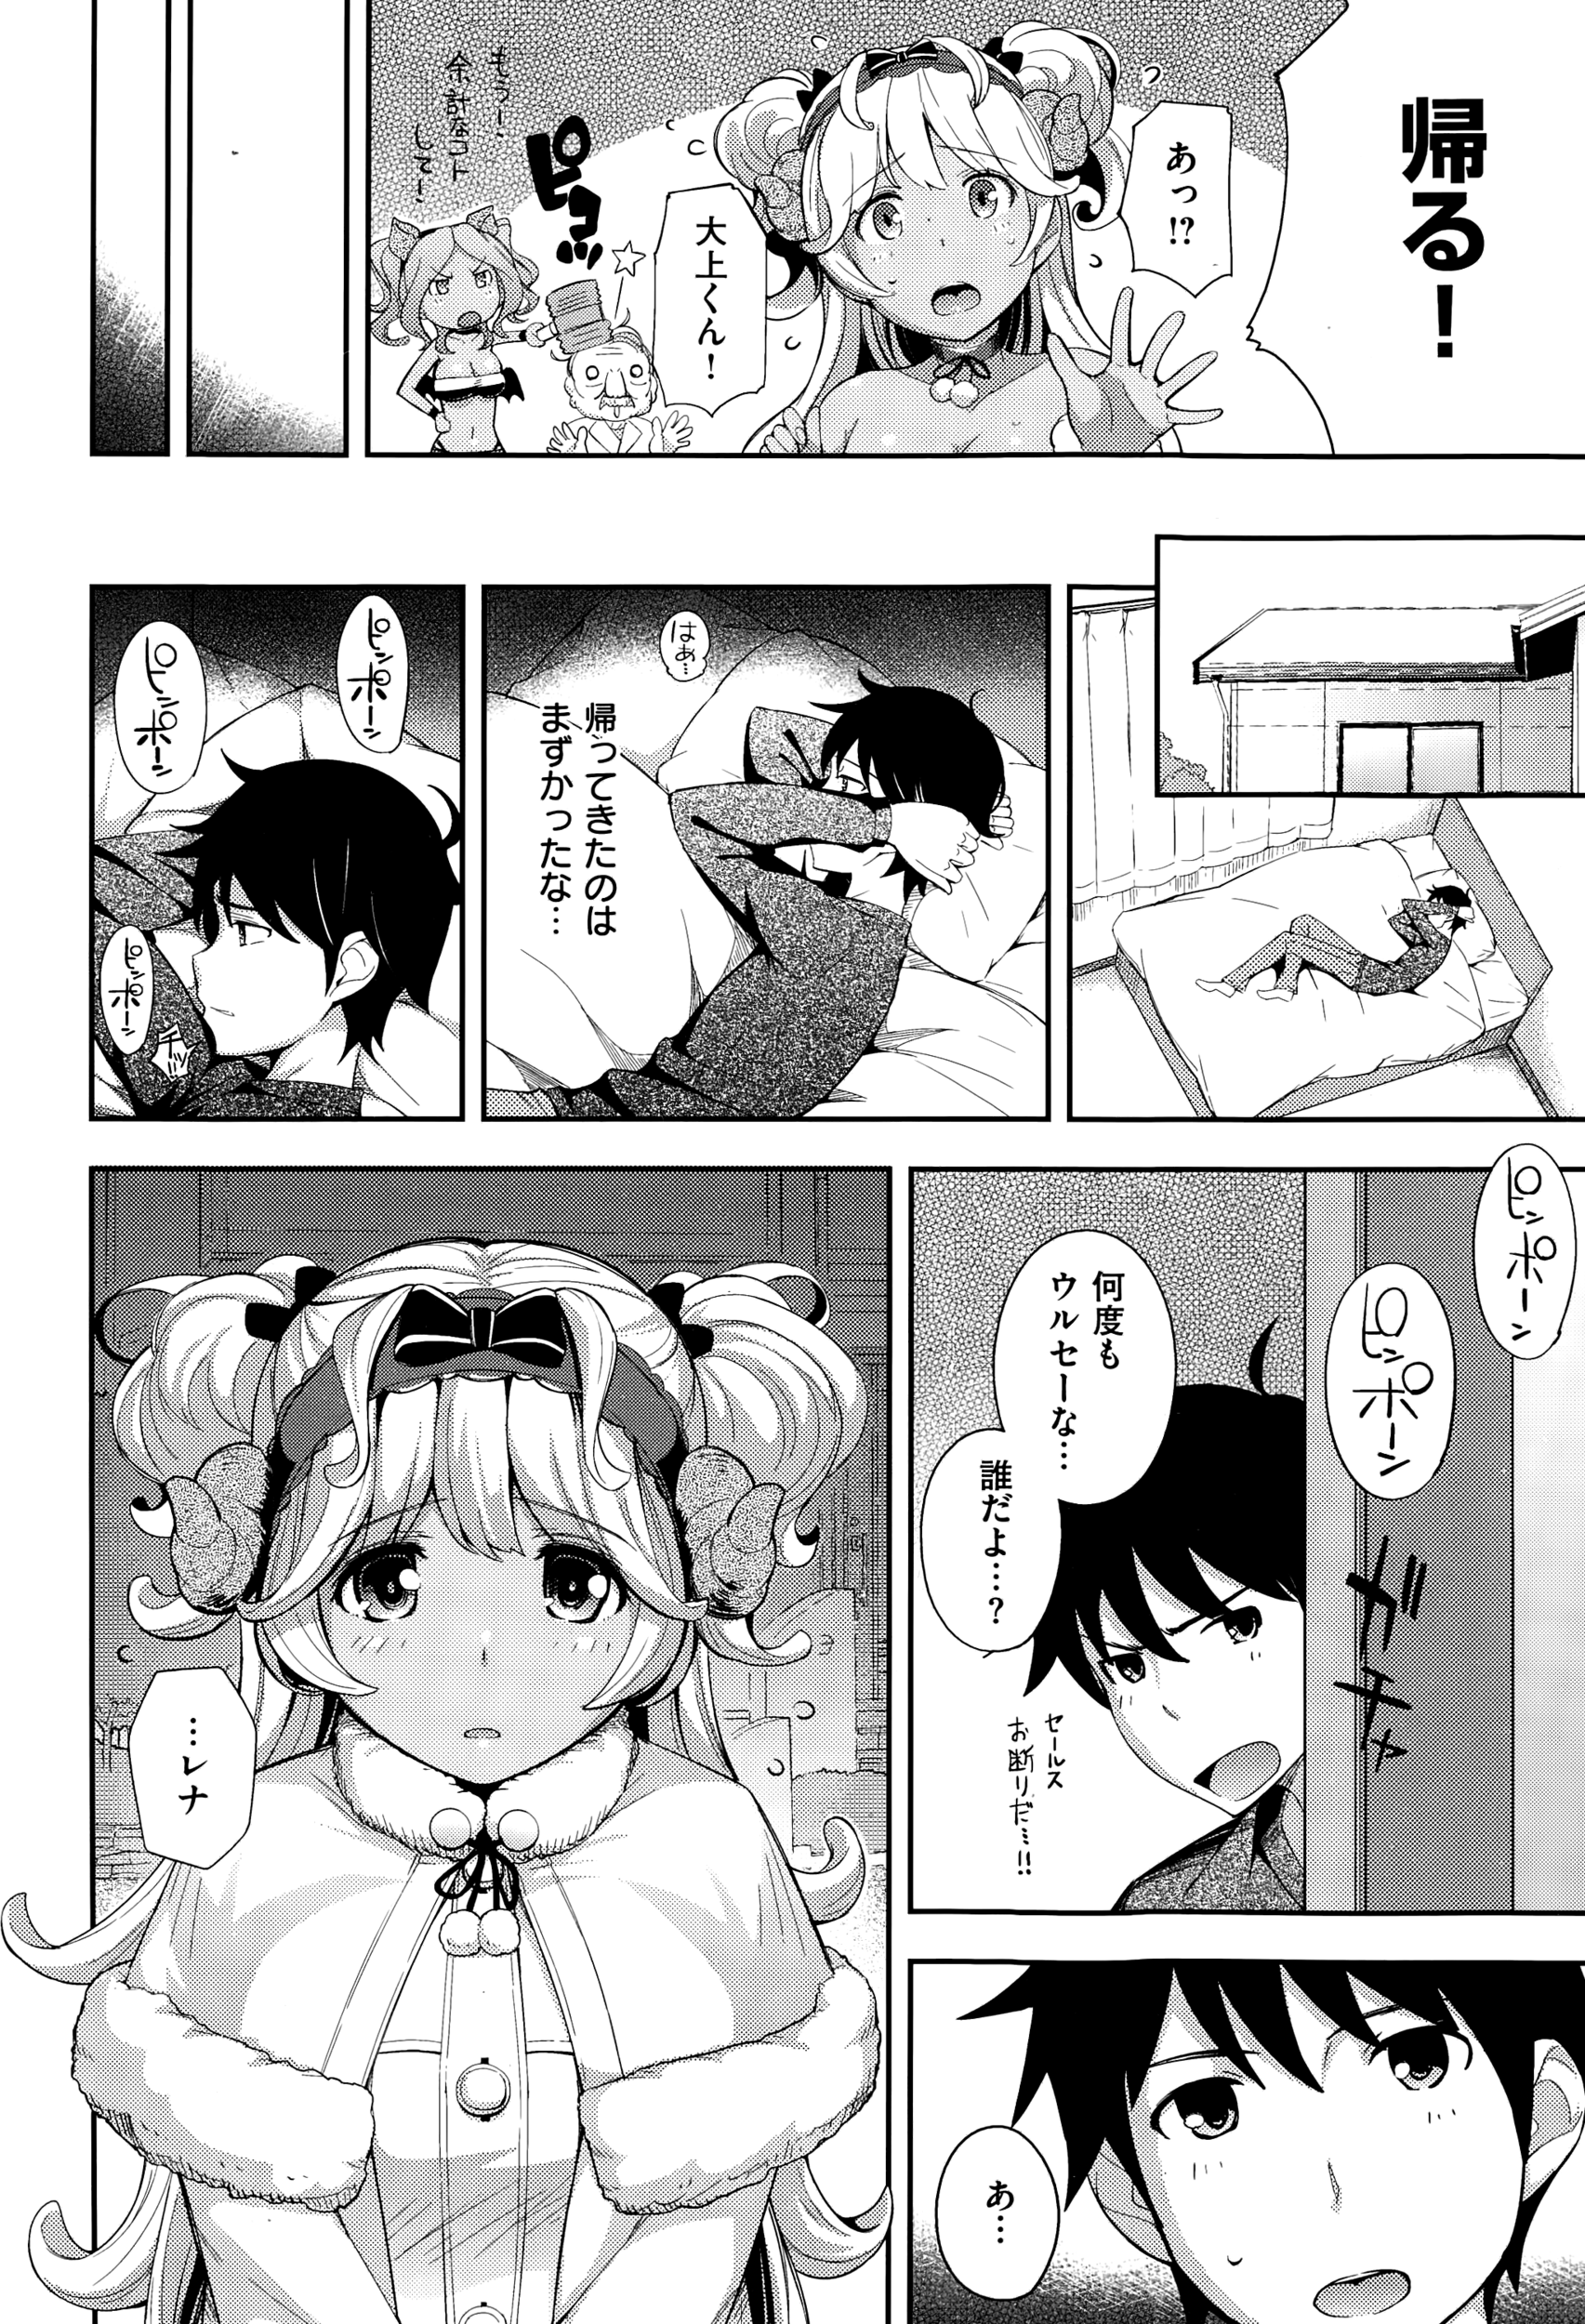 帰る!
あっ!?
大上くん!
ピコッ
もうー、
余計なコト
してー
はぁ…
帰ってきたのは
まずかったな…
ピンポーン
ピンポーン
ピンポーン
チッ!!
ピンポーン
ピンポーン
何度も
ウルセーな…
誰だよ……?
ガチャ
セールス
お断りだ…!!
あ…
…レナ